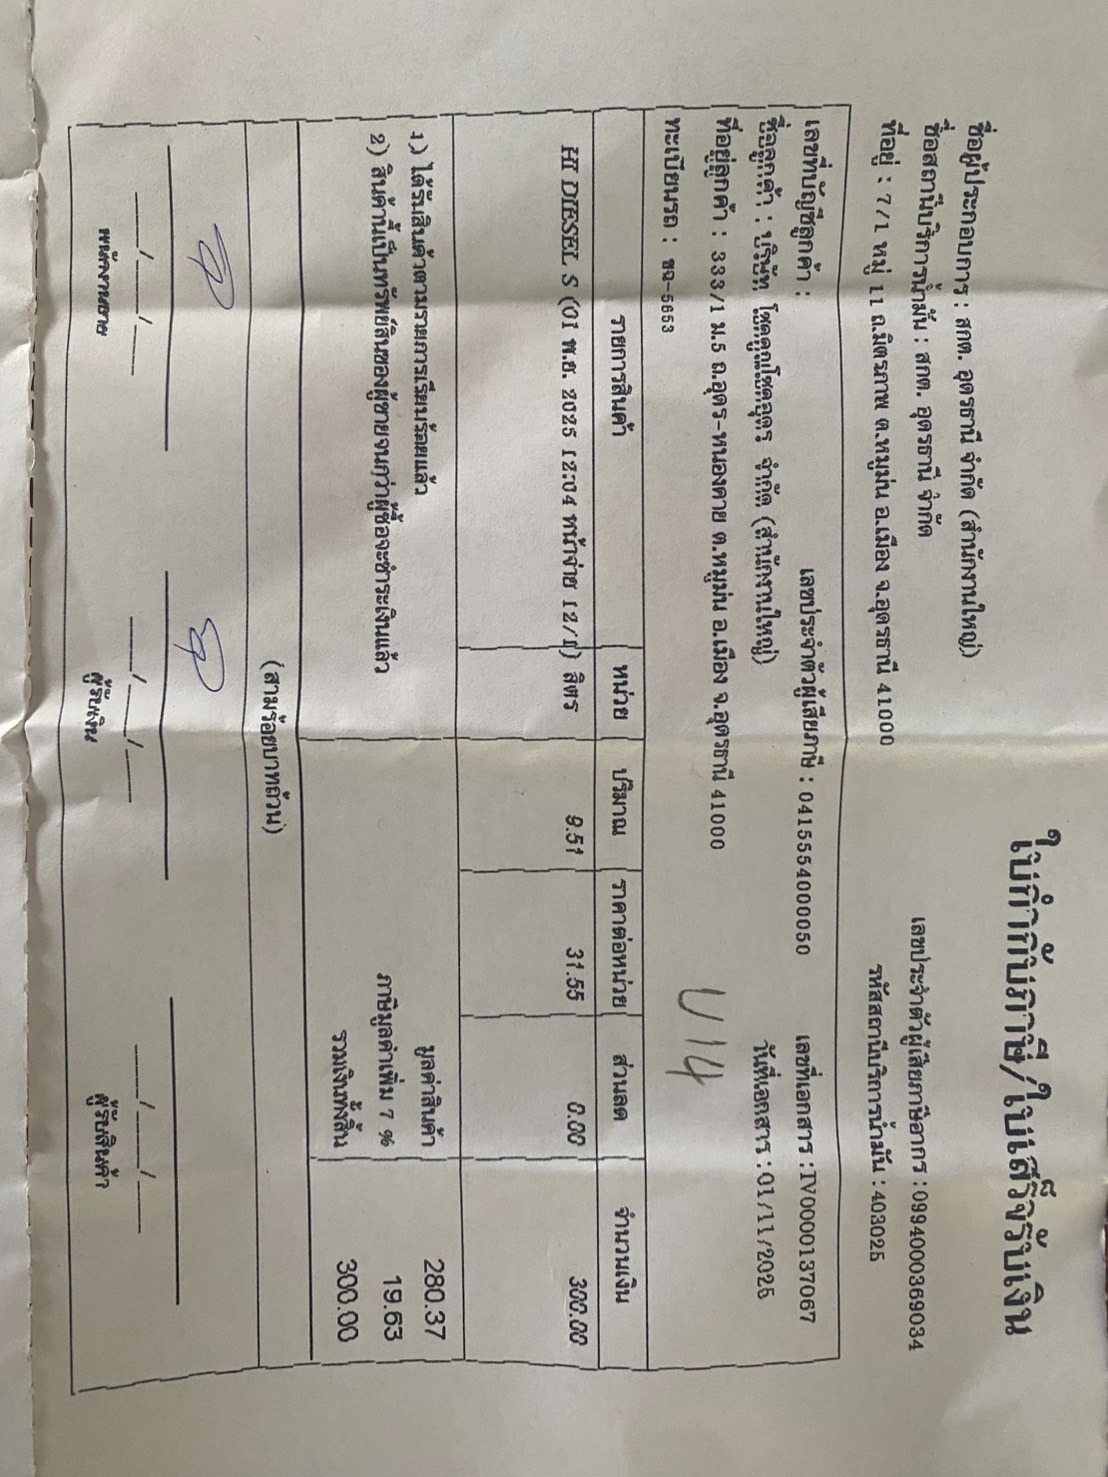 ใบกำกับภาษี/ใบเสร็จรับเงิน
ชื่อผู้ประกอบการ : สกต. อุดรธานี จำกัด (สำนักงานใหญ่) เลขประจำตัวผู้เสียภาษีอากร :0994000369034
ชื่อสถานีบริการน้ำมัน : สกต. อุดรธานี จำกัด รหัสสถานีบริการน้ำมัน :403025
ที่อยู่ : 7/1 หมู่ 11 ถ.มิตรภาพ ต.หมูม่น อ.เมือง จ.อุดรธานี 41000
เลขที่บัญชีลูกค้า : เลขประจำตัวผู้เสียภาษี : 0415554000050 เลขที่เอกสาร :IV0000137067
ชื่อลูกค้า : บริษัท โชคคูณโชคอุดร จำกัด (สำนักงานใหญ่) วันที่เอกสาร :01/11/2025
ที่อยู่ลูกค้า : 333/1 ม.5 ถ.อุดร-หนองคาย ต.หมูม่น อ.เมือง จ.อุดรธานี 41000
ทะเบียนรถ : ชฉ-5653 U14
รายการสินค้า หน่วย ปริมาณ ราคาต่อหน่วย ส่วนลด จำนวนเงิน
HI DIESEL S (01 พ.ย. 2025 12:04 หน้าจ่าย 12/1) ลิตร 9.51 31.55 0.00 300.00
1.) ได้รับสินค้าตามรายการเรียบร้อยแล้ว มูลค่าสินค้า 280.37
2) สินค้านี้เป็นทรัพย์สินของผู้ขายจนกว่าผู้ซื้อจะชำระเงินแล้ว ภาษีมูลค่าเพิ่ม 7 % 19.63
รวมเงินทั้งสิ้น 300.00
(สามร้อยบาทถ้วน)
___/___/___ ___/___/___ ___/___/___
พนักงานขาย ผู้รับเงิน ผู้รับสินค้า